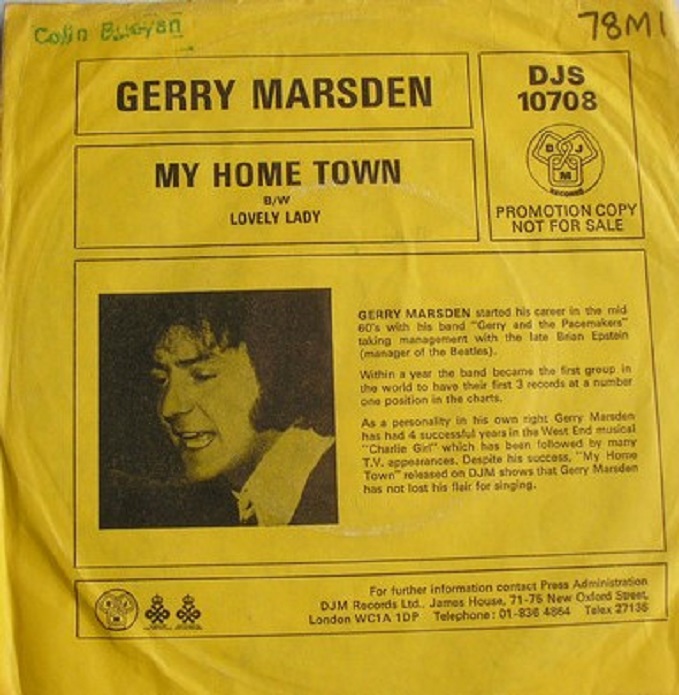 Colin
78M1
GERRY MARSDEN
DJS
10708
MY HOME TOWN
B/W
LOVELY LADY
DJM
RECORDS
PROMOTION COPY
NOT FOR SALE
GERRY MARSDEN started his career in the mid
60's with his band "Gerry and the Pacemakers"
taking management with the late Brian Epstein
(manager of the Beatles).
Within a year the band became the first group in
the world to have their first 3 records at a number
one position in the charts.
As a personality in his own right Gerry Marsden
has had 4 successful years in the West End musical
"Charlie Girl" which has been followed by many
T.V. appearances. Despite his success, "My Home
Town" released on DJM shows that Gerry Marsden
has not lost his flair for singing.
For further information contact Press Administration
DJM Records Ltd., James House, 71-75 New Oxford Street,
London WC1A 1DP Telephone: 01-836 4864 Telex 27135